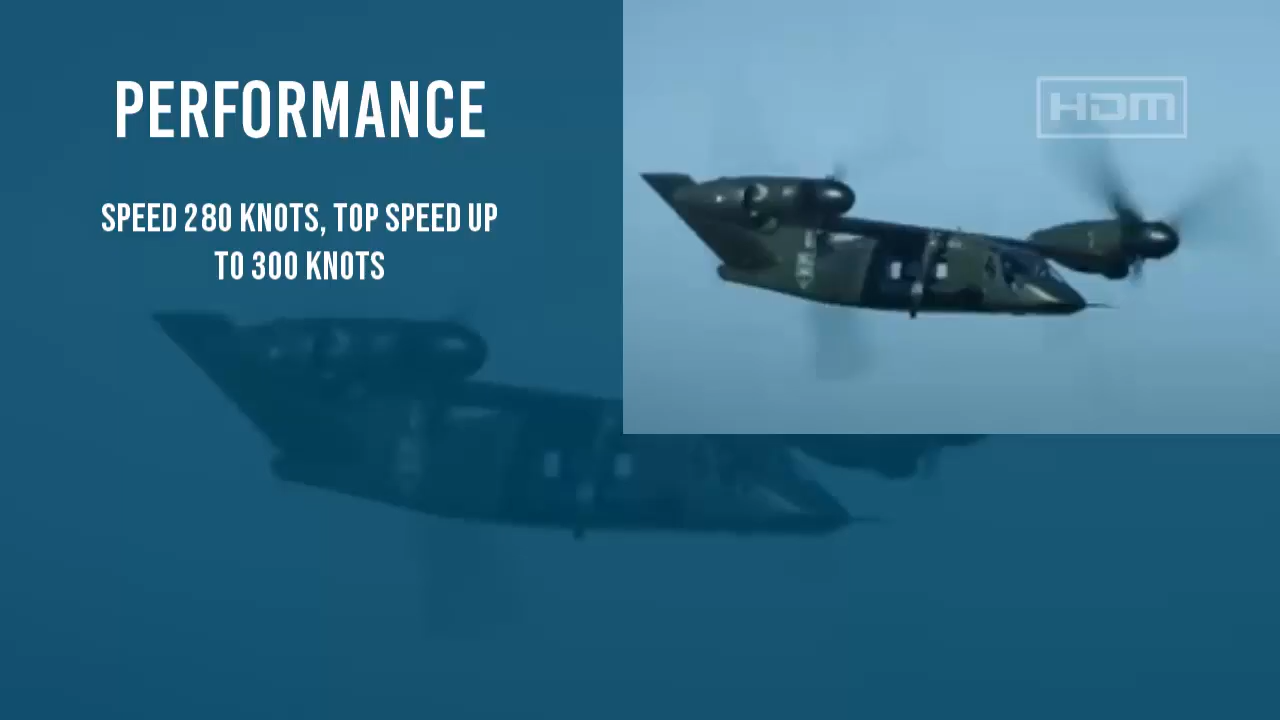 PERFORMANCE
HDM
SPEED 280 KNOTS, TOP SPEED UP
TO 300 KNOTS